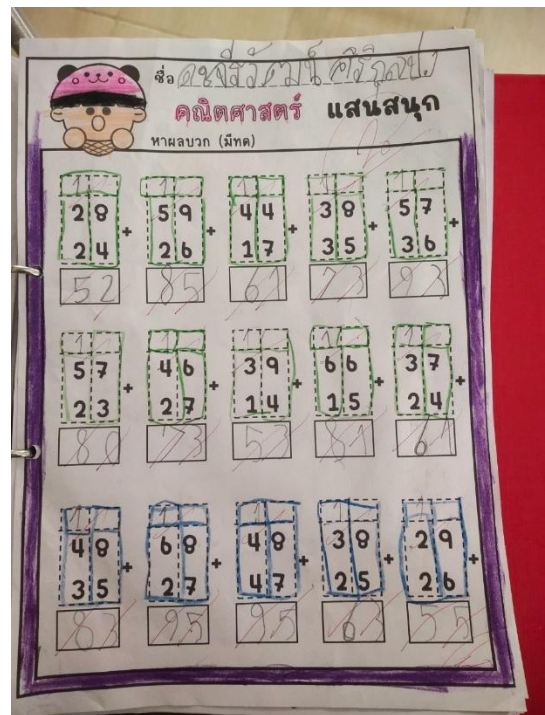 ชื่อ
คณิตศาสตร์ แสนสนุก
หาผลบวก (มีทด)
1 1 1 1 1
28 59 44 38 57
+ + + + +
24 26 17 35 36
52 85 61 73 93
1 1 1 1 1
57 46 39 66 37
+ + + + +
23 27 14 15 24
80 73 53 81 61
1 1 1 1 1
48 68 48 38 29
+ + + + +
35 27 47 25 26
83 95 95 63 55